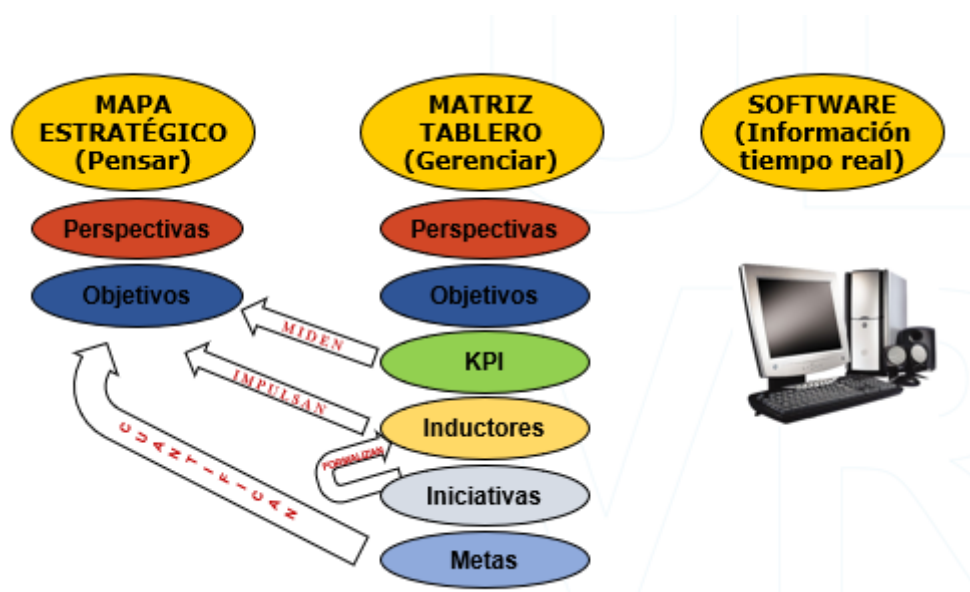 MAPA
ESTRATÉGICO
(Pensar)
Perspectivas
Objetivos
MATRIZ
TABLERO
(Gerenciar)
Perspectivas
Objetivos
KPI
Inductores
Iniciativas
Metas
MIDEN
IMPULSAN
FORMALIZAN
CUANTIFICAN
SOFTWARE
(Información
tiempo real)